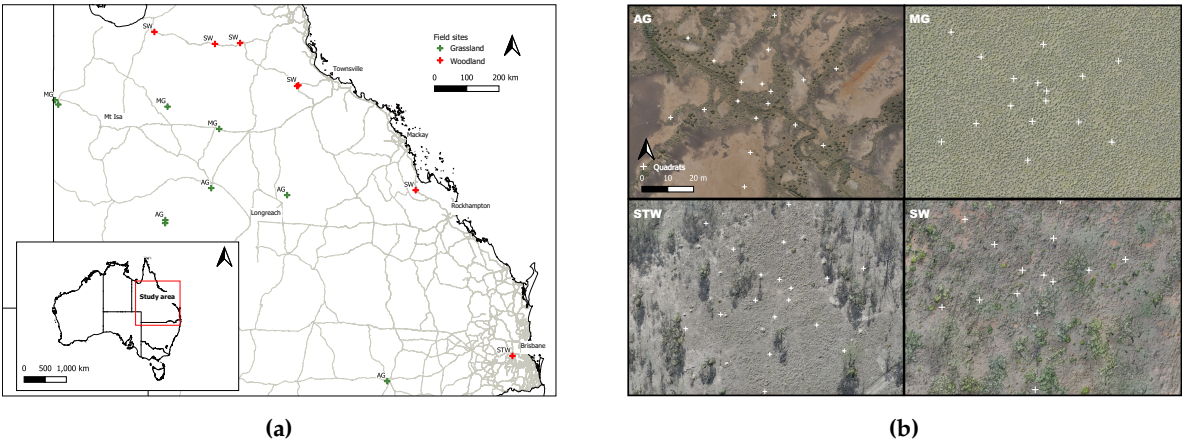 SW
SW
SW
Field sites
Grassland
Woodland
0 100 200 km
Townsville
SW
MG
MG
Mt Isa
MG
Mackay
AG
AG
SW
Longreach
Rockhampton
AG
Study area
0 500 1,000 km
STW
Brisbane
AG
(a)
AG
MG
Quadrats
0 10 20 m
STW
SW
(b)